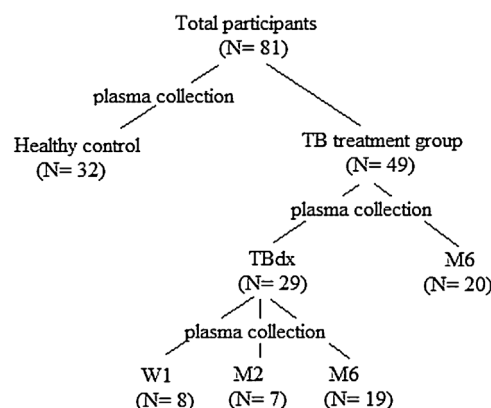 Total participants
(N= 81)
plasma collection
Healthy control
(N= 32)
TB treatment group
(N= 49)
plasma collection
TBdx
(N= 29)
M6
(N= 20)
plasma collection
W1
(N= 8)
M2
(N= 7)
M6
(N= 19)